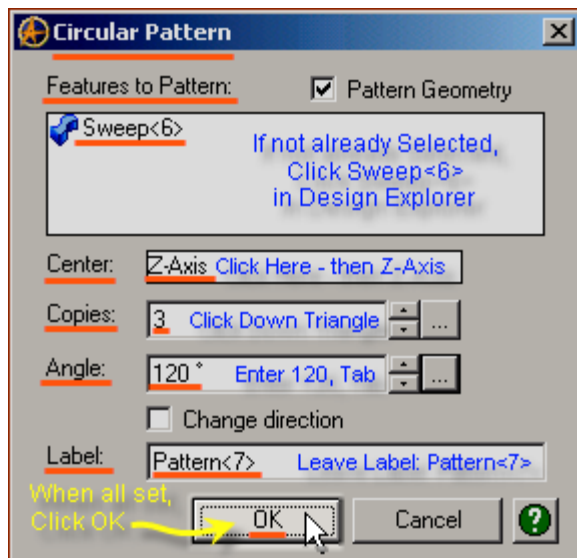 Circular Pattern
Features to Pattern: Pattern Geometry
Sweep<6>
If not already Selected,
Click Sweep<6>
in Design Explorer
Center: Z-Axis Click Here - then Z-Axis
Copies: 3 Click Down Triangle ...
Angle: 120 ° Enter 120, Tab ...
Change direction
Label: Pattern<7> Leave Label: Pattern<7>
When all set,
Click OK
OK Cancel ?